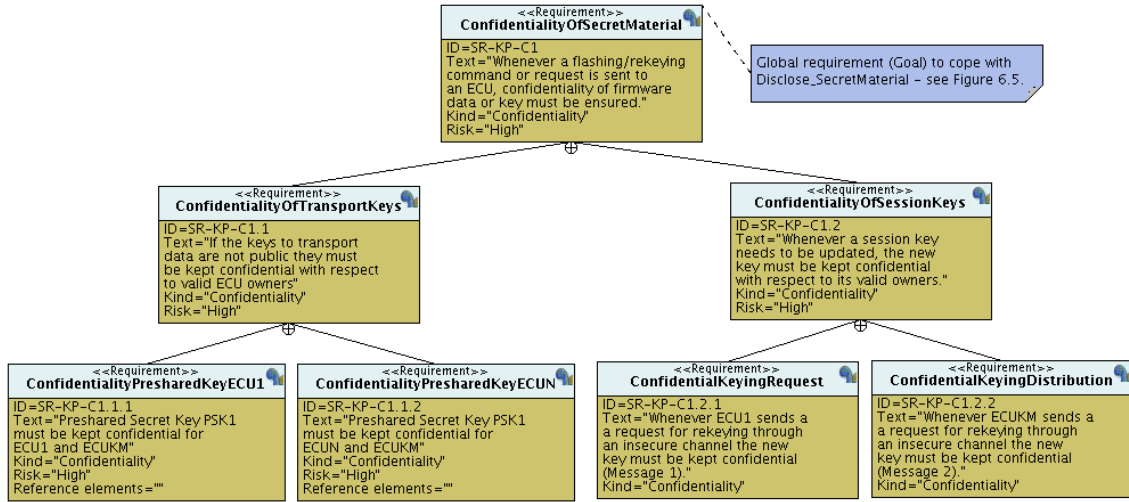 <<Requirement>>
ConfidentialityOfSecretMaterial
ID=SR-KP-C1
Text="Whenever a flashing/rekeying
command or request is sent to
an ECU, confidentiality of firmware
data or key must be ensured."
Kind="Confidentiality"
Risk="High"
Global requirement (Goal) to cope with
Disclose_SecretMaterial - see Figure 6.5.
<<Requirement>>
ConfidentialityOfTransportKeys
ID=SR-KP-C1.1
Text="If the keys to transport
data are not public they must
be kept confidential with respect
to valid ECU owners"
Kind="Confidentiality"
Risk="High"
<<Requirement>>
ConfidentialityOfSessionKeys
ID=SR-KP-C1.2
Text="Whenever a session key
needs to be updated, the new
key must be kept confidential
with respect to its valid owners."
Kind="Confidentiality"
Risk="High"
<<Requirement>>
ConfidentialityPresharedKeyECU1
ID=SR-KP-C1.1.1
Text="Preshared Secret Key PSK1
must be kept confidential for
ECU1 and ECUKM"
Kind="Confidentiality"
Risk="High"
Reference elements=""
<<Requirement>>
ConfidentialityPresharedKeyECUN
ID=SR-KP-C1.1.2
Text="Preshared Secret Key PSK1
must be kept confidential for
ECUN and ECUKM"
Kind="Confidentiality"
Risk="High"
Reference elements=""
<<Requirement>>
ConfidentialKeyingRequest
ID=SR-KP-C1.2.1
Text="Whenever ECU1 sends a
a request for rekeying through
an insecure channel the new
key must be kept confidential
(Message 1)."
Kind="Confidentiality"
<<Requirement>>
ConfidentialKeyingDistribution
ID=SR-KP-C1.2.2
Text="Whenever ECUKM sends a
a request for rekeying through
an insecure channel the new
key must be kept confidential
(Message 2)."
Kind="Confidentiality"